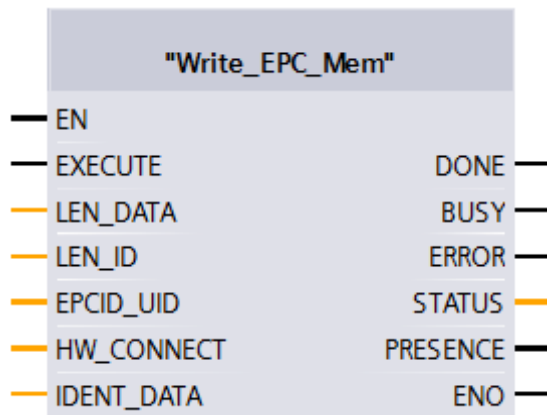 "Write_EPC_Mem"
EN
EXECUTE DONE
LEN_DATA BUSY
LEN_ID ERROR
EPCID_UID STATUS
HW_CONNECT PRESENCE
IDENT_DATA ENO